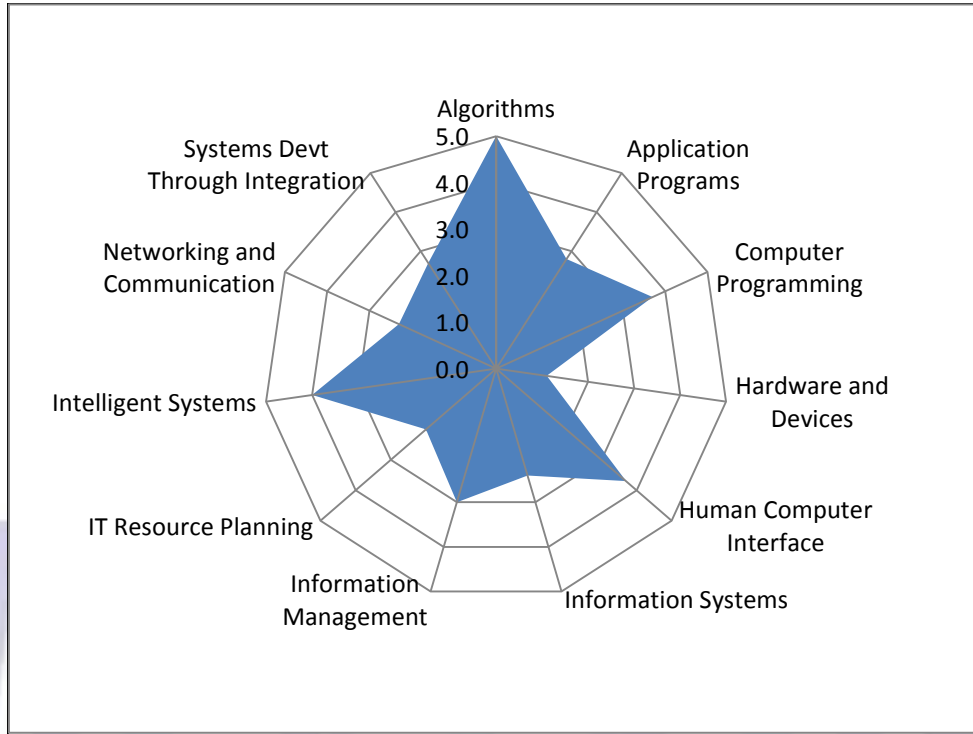 Algorithms
5.0
4.0
3.0
2.0
1.0
0.0
Application
Programs
Computer
Programming
Hardware and
Devices
Human Computer
Interface
Information Systems
Information
Management
IT Resource Planning
Intelligent Systems
Networking and
Communication
Systems Devt
Through Integration